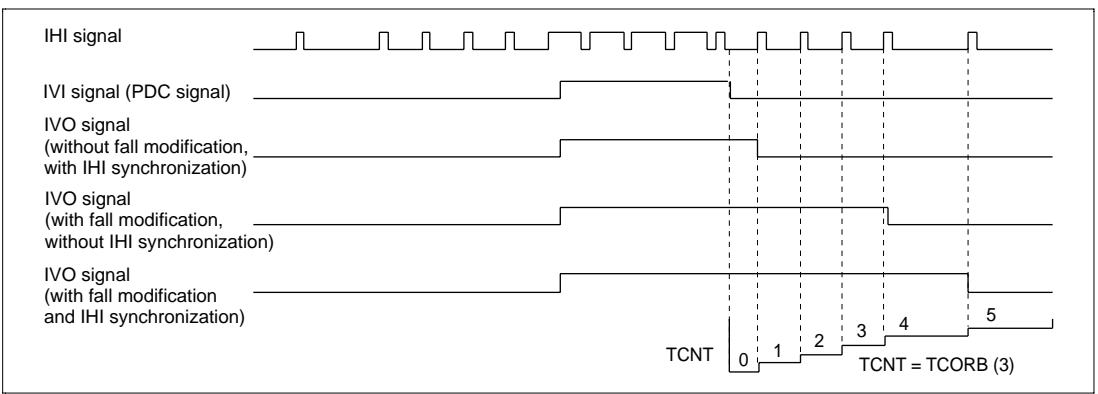 IHI signal
IVI signal (PDC signal)
IVO signal
(without fall modification,
with IHI synchronization)
IVO signal
(with fall modification,
without IHI synchronization)
IVO signal
(with fall modification
and IHI synchronization)
TCNT
0
1
2
3
4
5
TCNT = TCORB (3)